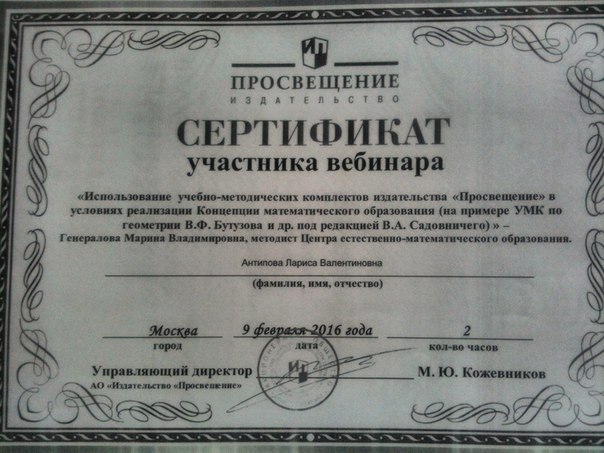 ИП
ПРОСВЕЩЕНИЕ
ИЗДАТЕЛЬСТВО
СЕРТИФИКАТ
участника вебинара
«Использование учебно-методических комплектов издательства «Просвещение» в
условиях реализации Концепции математического образования (на примере УМК по
геометрии В.Ф. Бутузова и др. под редакцией В.А. Садовничего) » –
Генералова Марина Владимировна, методист Центра естественно-математического образования.
Антипова Лариса Валентиновна
(фамилия, имя, отчество)
Москва 9 февраля 2016 года 2
город дата кол-во часов
Управляющий директор М. Ю. Кожевников
АО «Издательство «Просвещение»
ИП